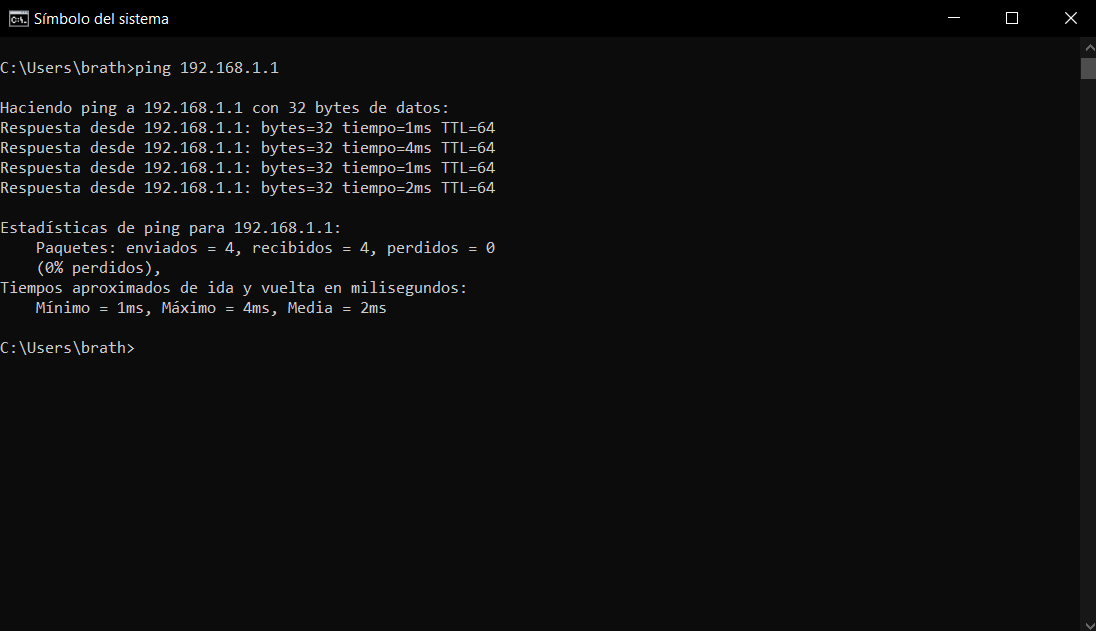 Símbolo del sistema
C:\Users\brath>ping 192.168.1.1
Haciendo ping a 192.168.1.1 con 32 bytes de datos:
Respuesta desde 192.168.1.1: bytes=32 tiempo=1ms TTL=64
Respuesta desde 192.168.1.1: bytes=32 tiempo=4ms TTL=64
Respuesta desde 192.168.1.1: bytes=32 tiempo=1ms TTL=64
Respuesta desde 192.168.1.1: bytes=32 tiempo=2ms TTL=64
Estadísticas de ping para 192.168.1.1:
    Paquetes: enviados = 4, recibidos = 4, perdidos = 0
    (0% perdidos),
Tiempos aproximados de ida y vuelta en milisegundos:
    Mínimo = 1ms, Máximo = 4ms, Media = 2ms
C:\Users\brath>